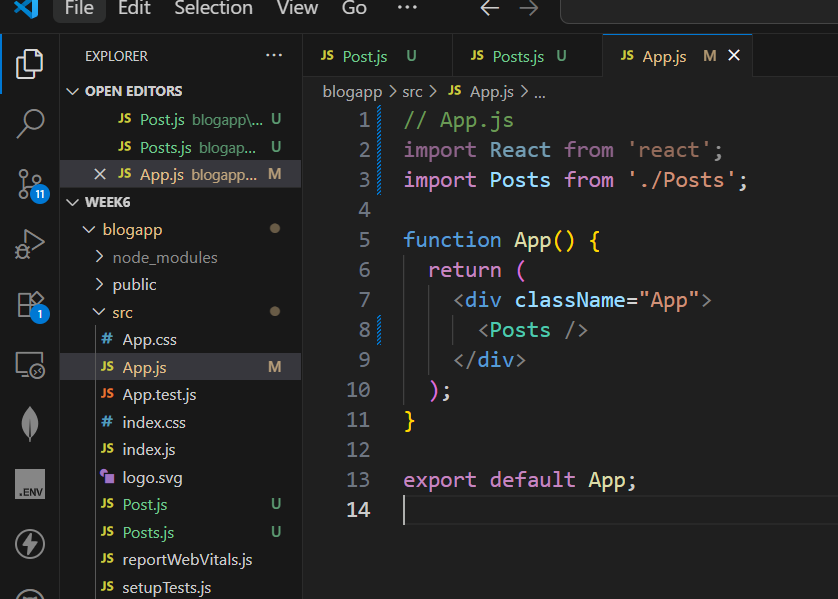 File Edit Selection View Go ...
EXPLORER ...
OPEN EDITORS
JS Post.js blogapp\... U
JS Posts.js blogap... U
JS App.js blogapp... M
WEEK6
blogapp
node_modules
public
src
# App.css
JS App.js M
JS App.test.js
# index.css
JS index.js
logo.svg
JS Post.js U
JS Posts.js U
JS reportWebVitals.js
JS setupTests.js
11
1
.ENV
JS Post.js U JS Posts.js U JS App.js M
blogapp > src > JS App.js > ...
1 // App.js
2 import React from 'react';
3 import Posts from './Posts';
4
5 function App() {
6 return (
7 <div className="App">
8 <Posts />
9 </div>
10 );
11 }
12
13 export default App;
14